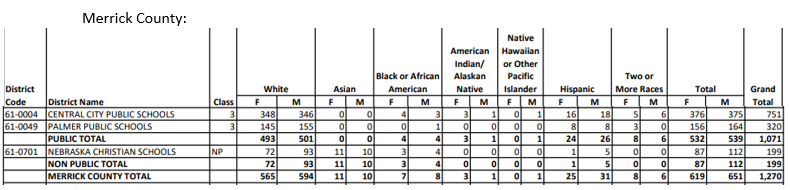 Merrick County:
Native
American Hawaiian
Indian/ or Other
Black or African Alaskan Pacific Two or
District White Asian American Native Islander Hispanic More Races Total Grand
Code District Name Class F M F M F M F M F M F M F M F M Total
61-0004 CENTRAL CITY PUBLIC SCHOOLS 3 348 346 0 0 4 3 3 1 0 1 16 18 5 6 376 375 751
61-0049 PALMER PUBLIC SCHOOLS 3 145 155 0 0 0 1 0 0 0 0 8 8 3 0 156 164 320
PUBLIC TOTAL 493 501 0 0 4 4 3 1 0 1 24 26 8 6 532 539 1,071
61-0701 NEBRASKA CHRISTIAN SCHOOLS NP 72 93 11 10 3 4 0 0 0 0 1 5 0 0 87 112 199
NON PUBLIC TOTAL 72 93 11 10 3 4 0 0 0 0 1 5 0 0 87 112 199
MERRICK COUNTY TOTAL 565 594 11 10 7 8 3 1 0 1 25 31 8 6 619 651 1,270